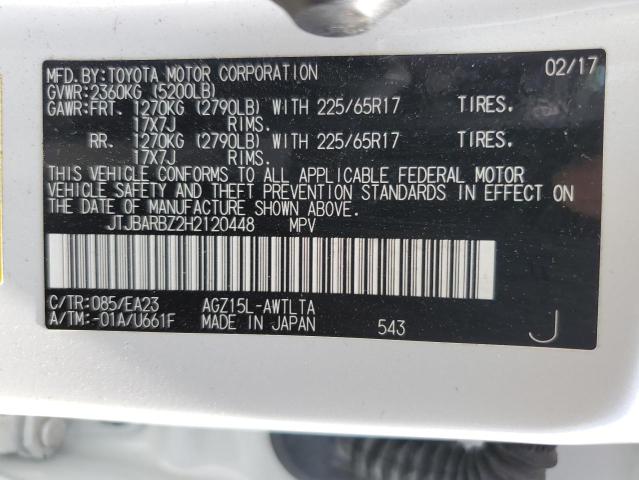 MFD. BY: TOYOTA MOTOR CORPORATION 02/17
GVWR: 2360KG (5200LB)
GAWR: FRT. 1270KG (2790LB) WITH 225/65R17 TIRES.
17X7J RIMS.
RR. 1270KG (2790LB) WITH 225/65R17 TIRES.
17X7J RIMS.
THIS VEHICLE CONFORMS TO ALL APPLICABLE FEDERAL MOTOR
VEHICLE SAFETY AND THEFT PREVENTION STANDARDS IN EFFECT ON
THE DATE OF MANUFACTURE SHOWN ABOVE.
JTJBARBZ2H2120448 MPV
C/TR: 085/EA23 AGZ15L-AWTLTA
A/TM: -01A/U661F MADE IN JAPAN 543 J